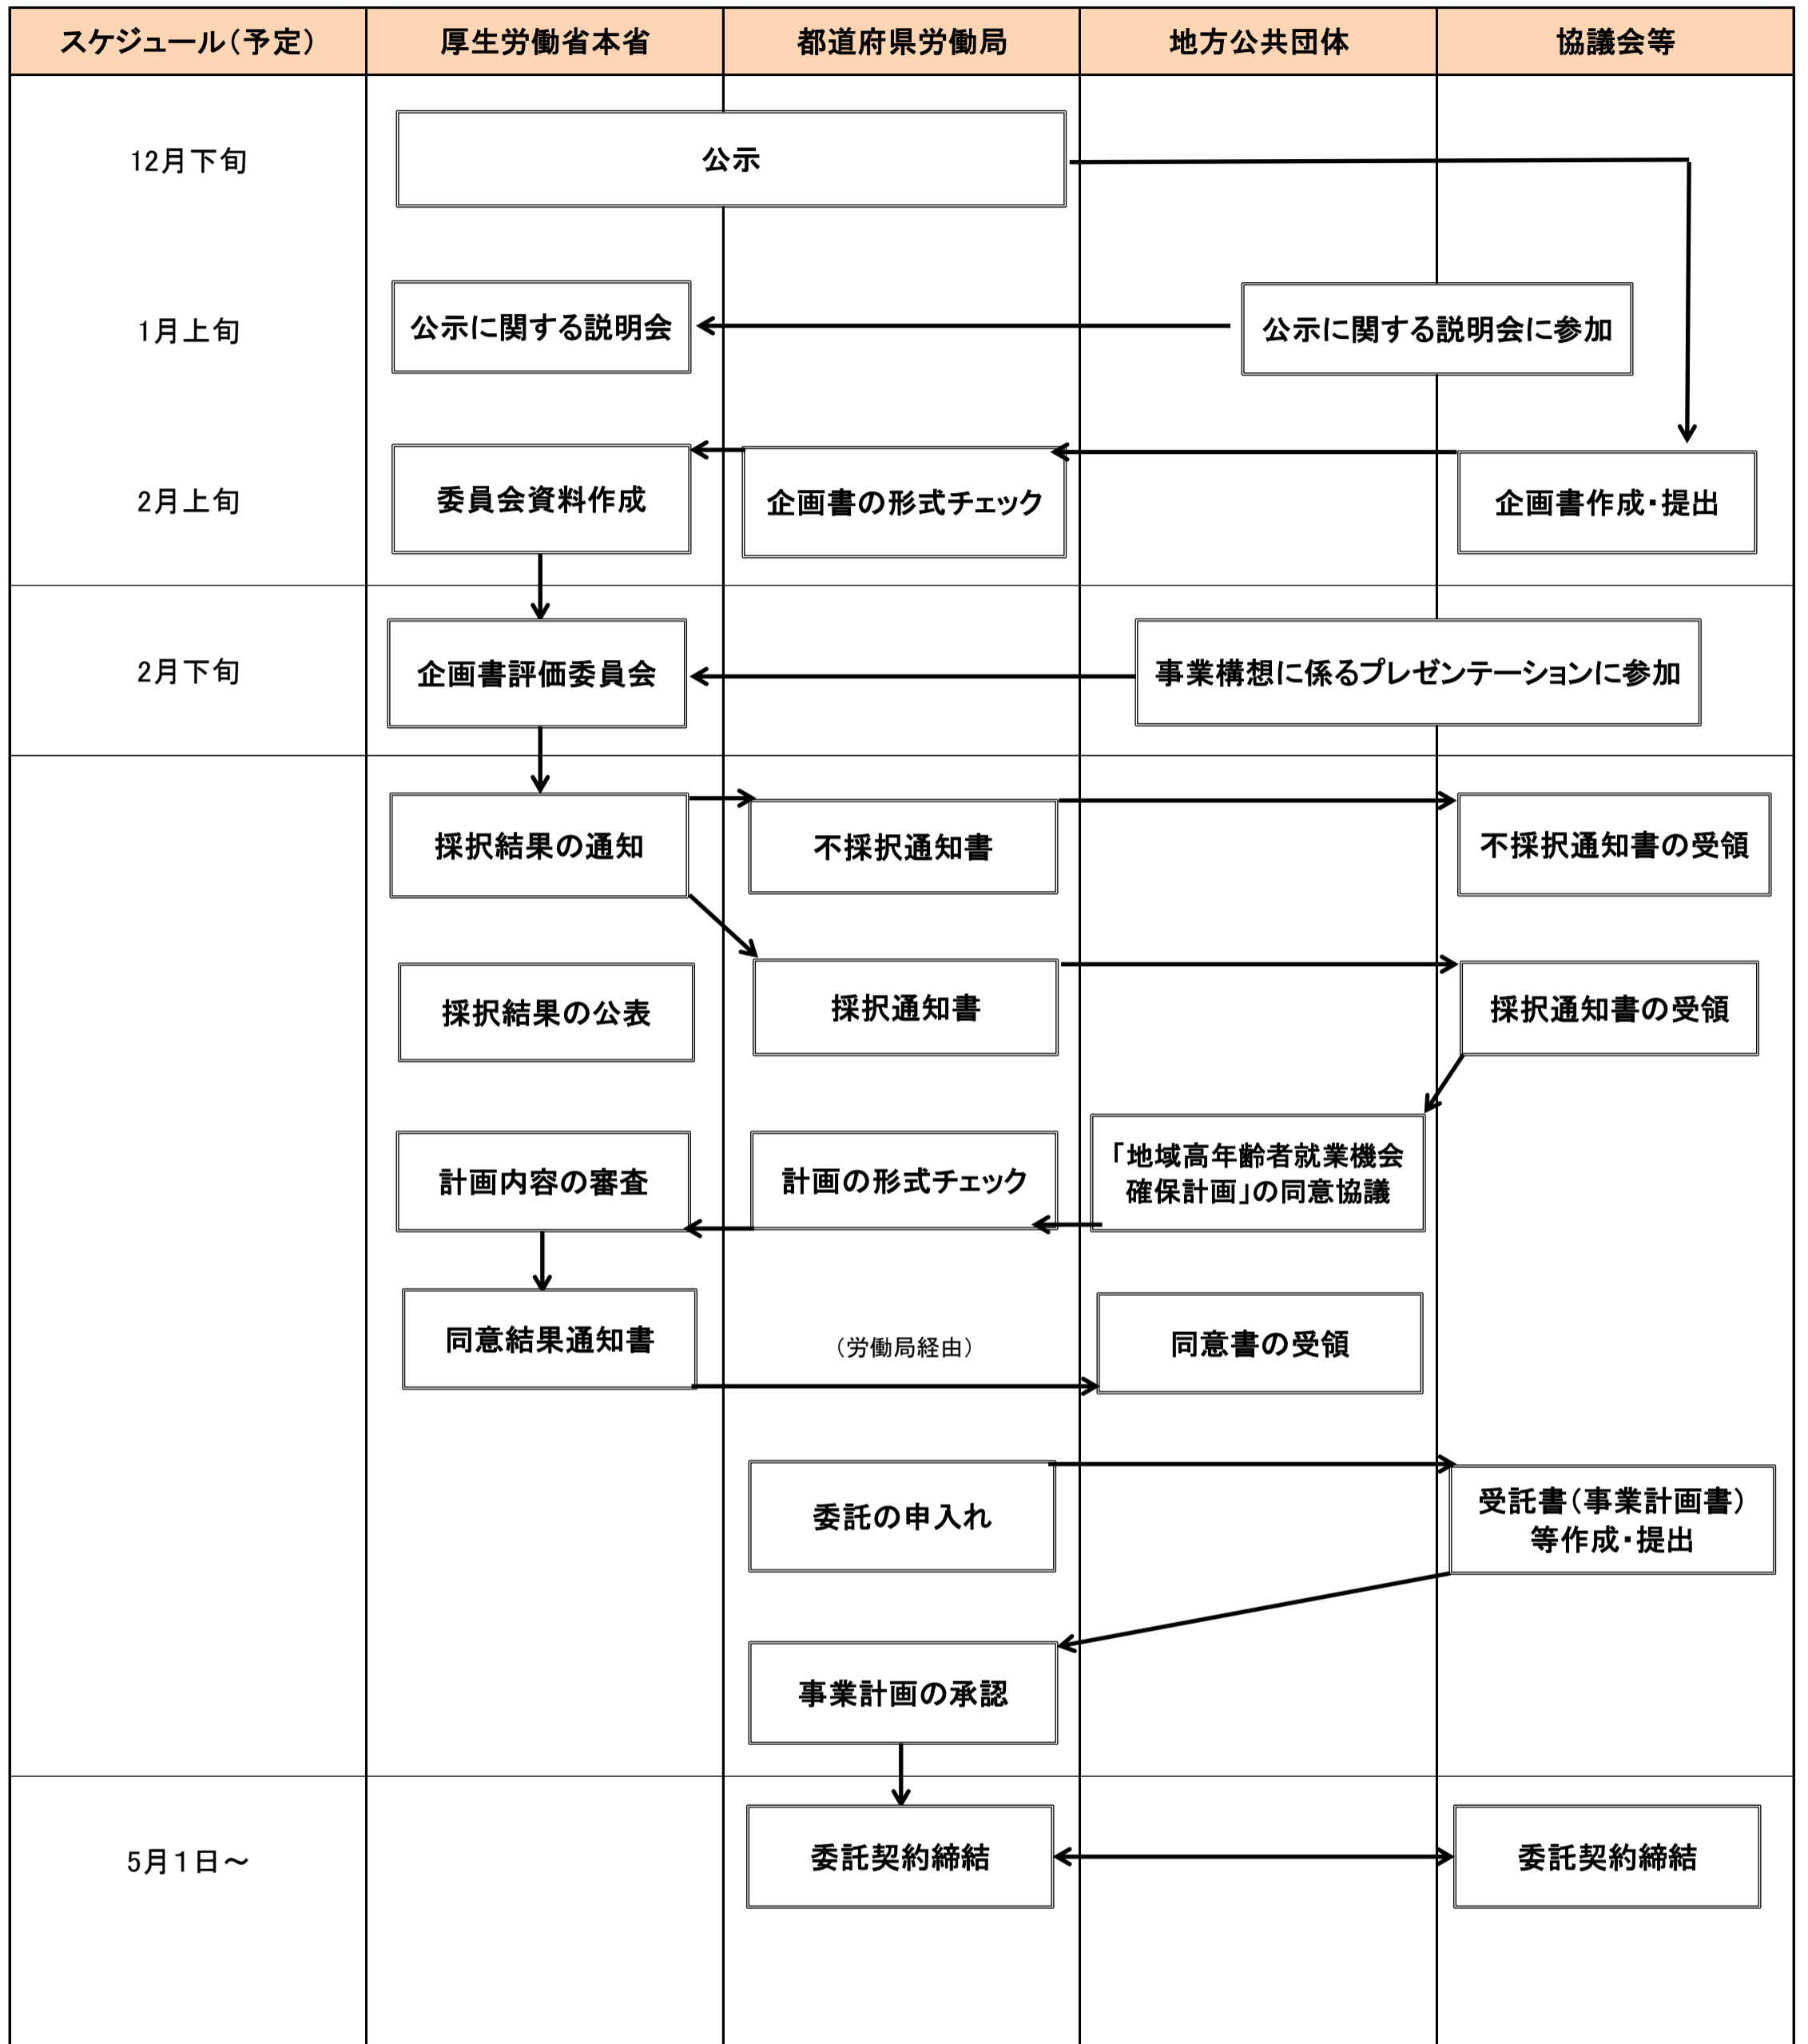 スケジュール(予定)
厚生労働省本省
都道府県労働局
地方公共団体
協議会等
12月下旬
公示
1月上旬
公示に関する説明会
公示に関する説明会に参加
2月上旬
委員会資料作成
企画書の形式チェック
企画書作成・提出
2月下旬
企画書評価委員会
事業構想に係るプレゼンテーションに参加
採択結果の通知
不採択通知書
不採択通知書の受領
採択結果の公表
採択通知書
採択通知書の受領
計画内容の審査
計画の形式チェック
「地域高年齢者就業機会
確保計画」の同意協議
同意結果通知書
(労働局経由)
同意書の受領
委託の申入れ
受託書(事業計画書)
等作成・提出
事業計画の承認
5月1日～
委託契約締結
委託契約締結